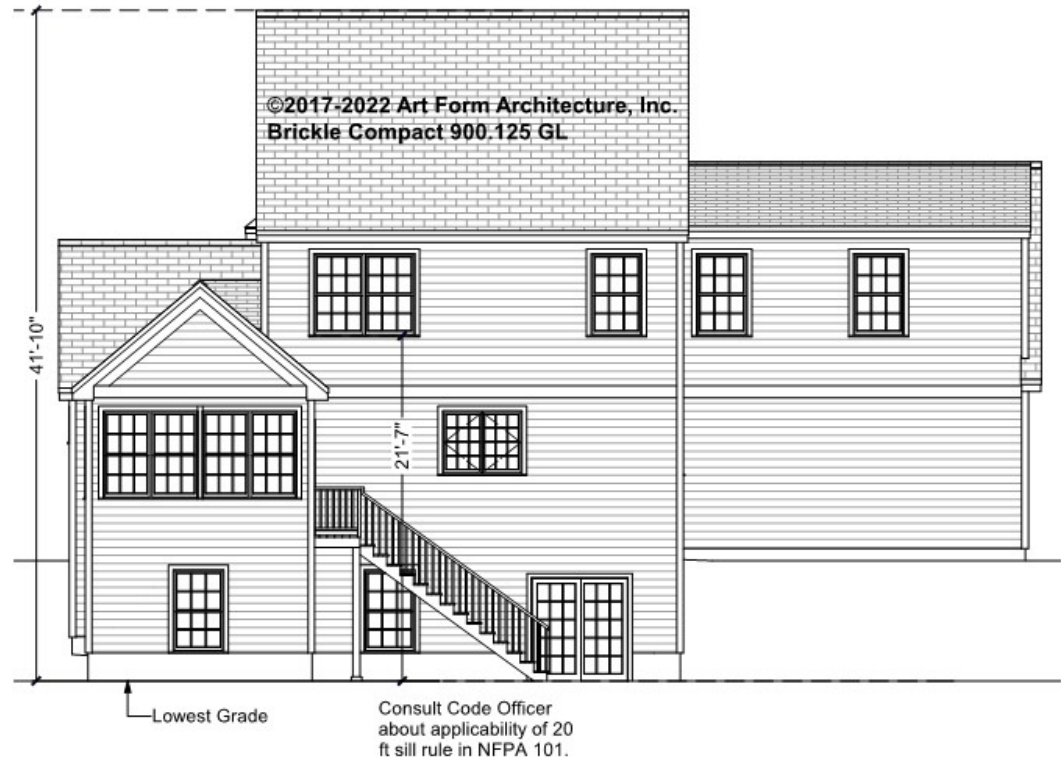 ©2017-2022 Art Form Architecture, Inc.
Brickle Compact 900.125 GL
41'-10"
21'-7"
Lowest Grade
Consult Code Officer
about applicability of 20
ft sill rule in NFPA 101.